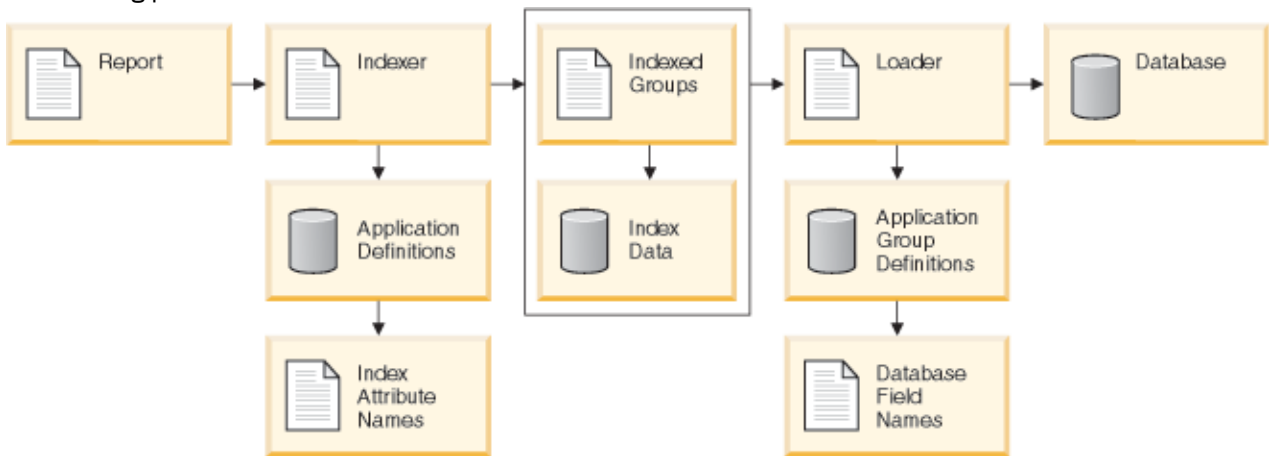 Report
Indexer
Indexed
Groups
Loader
Database
Application
Definitions
Index
Data
Application
Group
Definitions
Index
Attribute
Names
Database
Field
Names